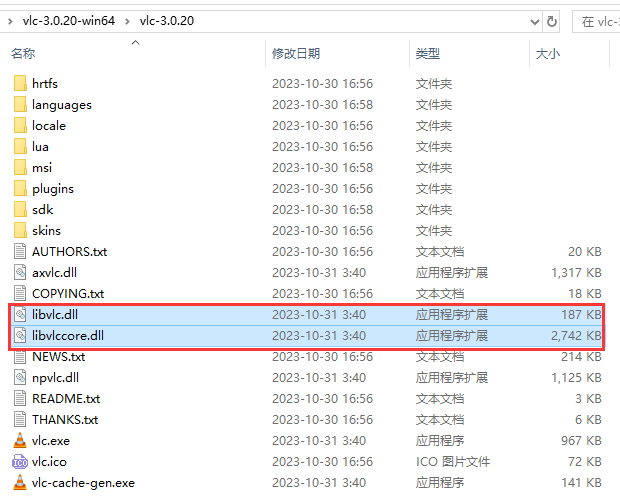 vlc-3.0.20-win64 > vlc-3.0.20 在 vlc-3
名称 修改日期 类型 大小
hrtfs 2023-10-30 16:56 文件夹
languages 2023-10-30 16:58 文件夹
locale 2023-10-30 16:56 文件夹
lua 2023-10-30 16:56 文件夹
msi 2023-10-30 16:58 文件夹
plugins 2023-10-30 16:56 文件夹
sdk 2023-10-30 16:58 文件夹
skins 2023-10-30 16:56 文件夹
AUTHORS.txt 2023-10-30 16:56 文本文档 20 KB
axvlc.dll 2023-10-31 3:40 应用程序扩展 1,317 KB
COPYING.txt 2023-10-30 16:56 文本文档 18 KB
libvlc.dll 2023-10-31 3:40 应用程序扩展 187 KB
libvlccore.dll 2023-10-31 3:40 应用程序扩展 2,742 KB
NEWS.txt 2023-10-30 16:56 文本文档 214 KB
npvlc.dll 2023-10-31 3:40 应用程序扩展 1,125 KB
README.txt 2023-10-30 16:56 文本文档 3 KB
THANKS.txt 2023-10-30 16:56 文本文档 6 KB
vlc.exe 2023-10-31 3:40 应用程序 967 KB
vlc.ico 2023-10-30 16:56 ICO 图片文件 72 KB
vlc-cache-gen.exe 2023-10-31 3:40 应用程序 141 KB